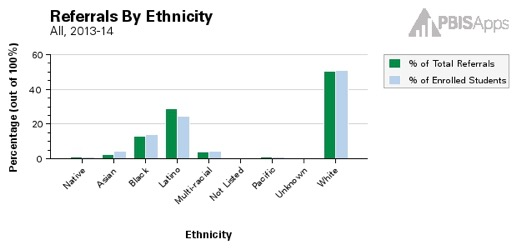 Referrals By Ethnicity
All, 2013-14
PBISApps
Percentage (out of 100%)
60
40
20
0
% of Total Referrals
% of Enrolled Students
Native
Asian
Black
Latino
Multi-racial
Not Listed
Pacific
Unknown
White
Ethnicity